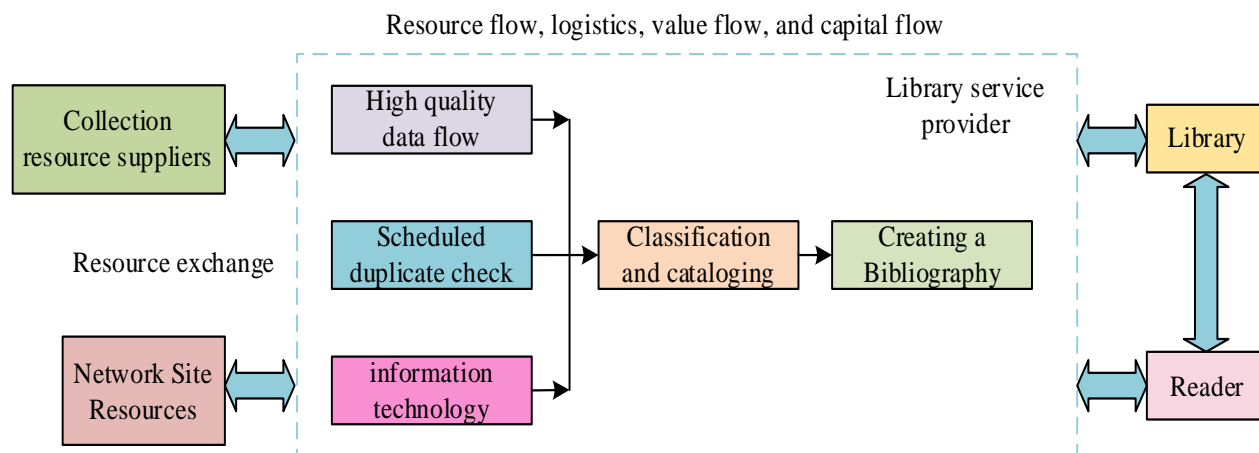 Resource flow, logistics, value flow, and capital flow
Collection
resource suppliers
High quality
data flow
Library service
provider
Library
Resource exchange
Scheduled
duplicate check
Classification
and cataloging
Creating a
Bibliography
Network Site
Resources
information
technology
Reader